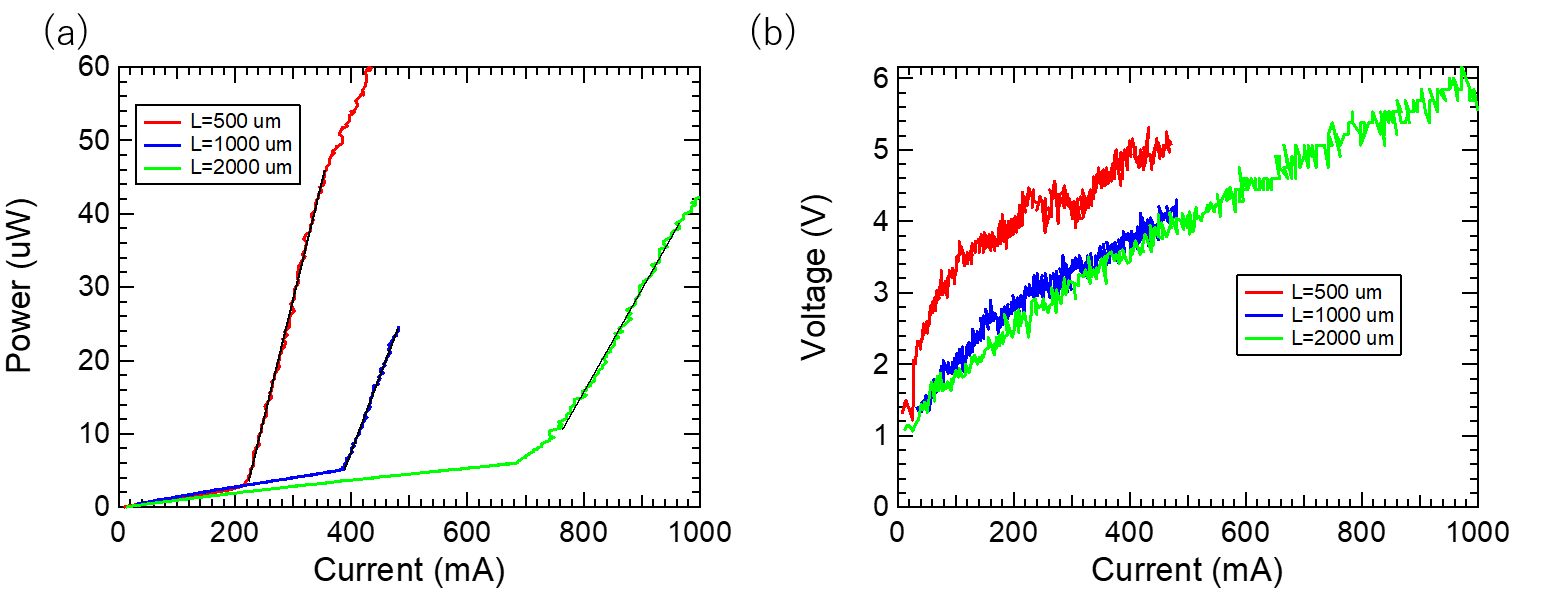 (a)
60
50
40
30
20
10
0
Power (uW)
L=500 um
L=1000 um
L=2000 um
0 200 400 600 800 1000
Current (mA)
(b)
6
5
4
3
2
1
0
Voltage (V)
L=500 um
L=1000 um
L=2000 um
0 200 400 600 800 1000
Current (mA)